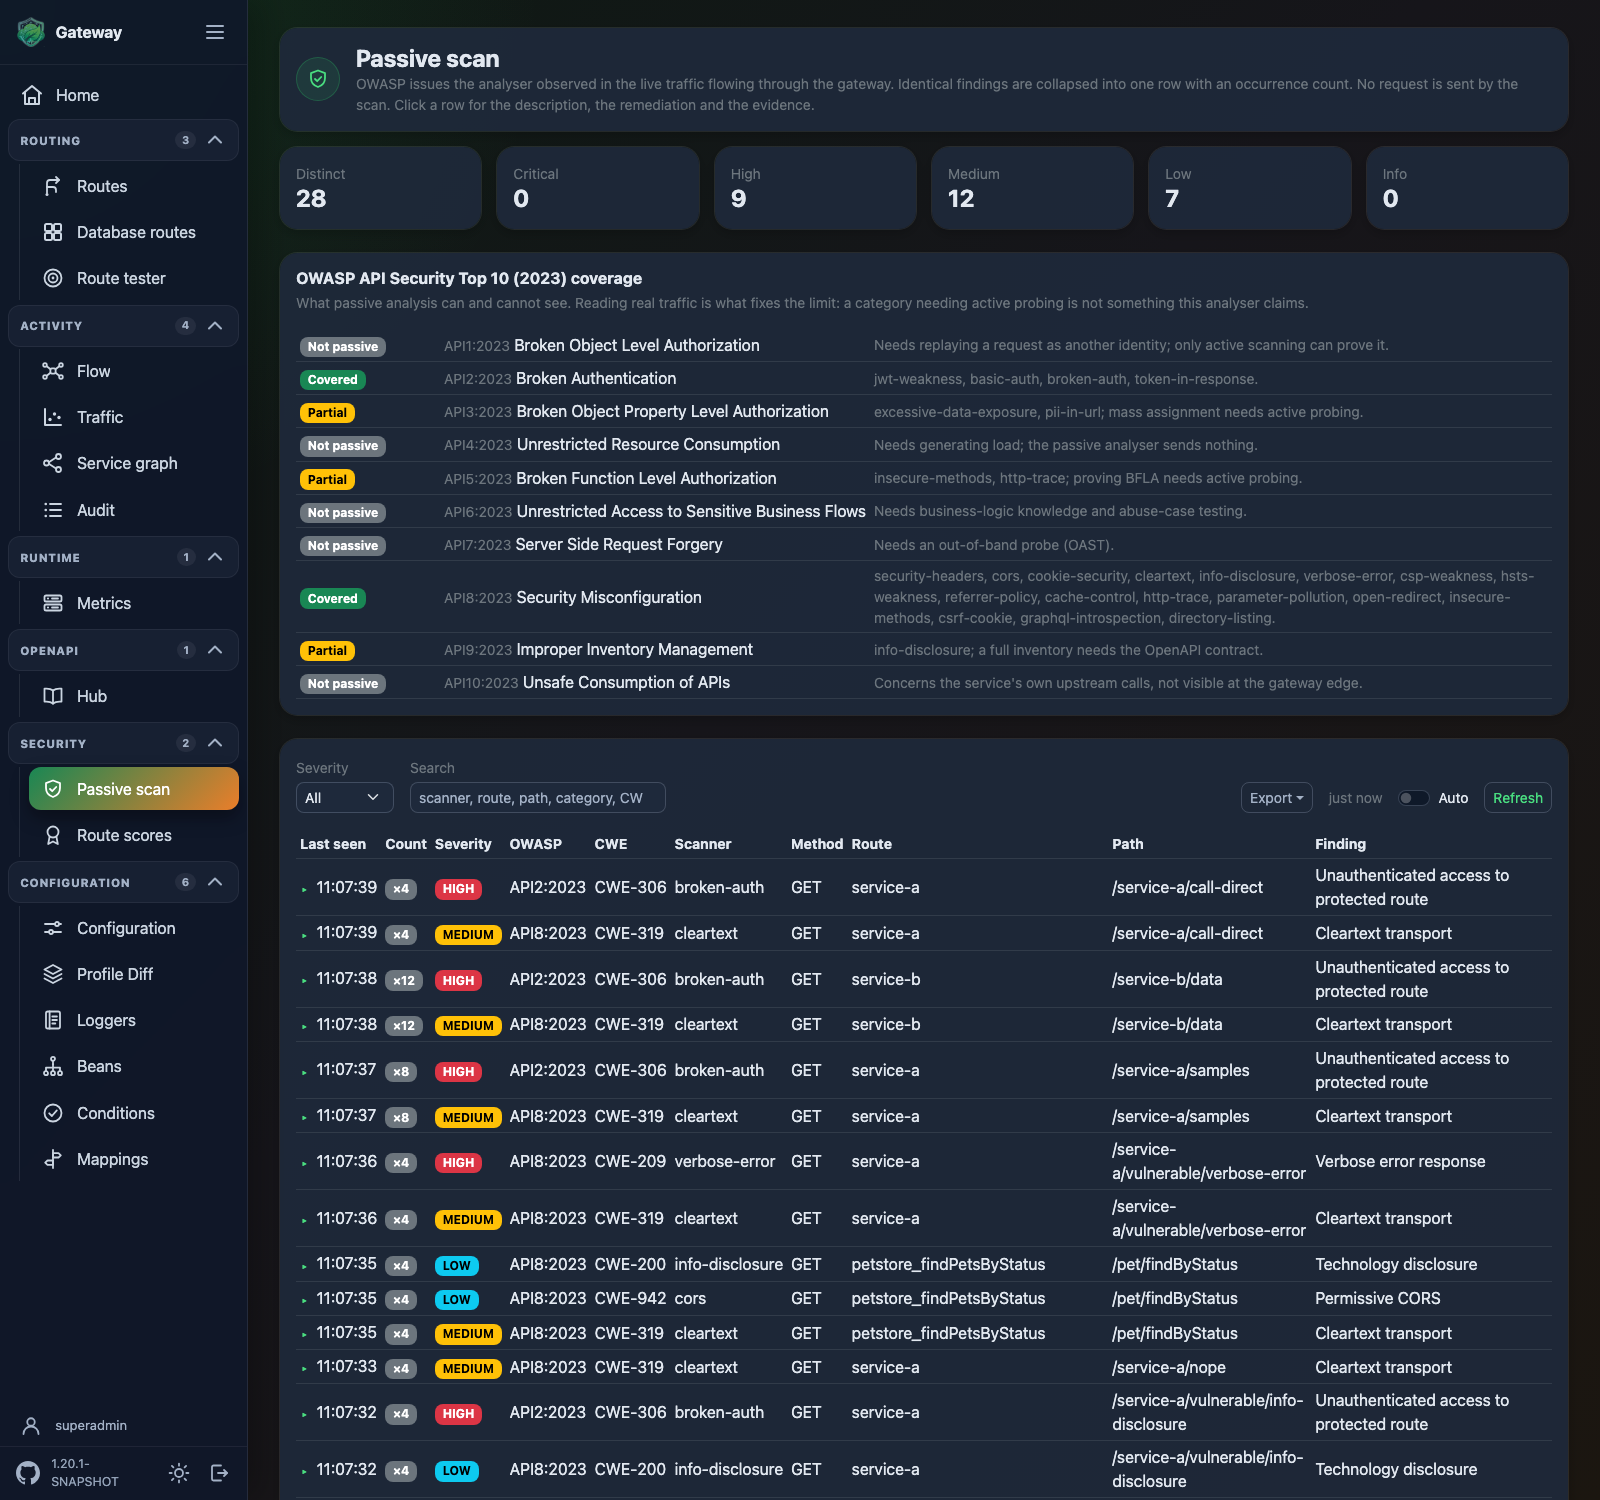 Gateway
Home
ROUTING 3
Routes
Database routes
Route tester
ACTIVITY 4
Flow
Traffic
Service graph
Audit
RUNTIME 1
Metrics
OPENAPI 1
Hub
SECURITY 2
Passive scan
Route scores
CONFIGURATION 6
Configuration
Profile Diff
Loggers
Beans
Conditions
Mappings
superadmin
1.20.1-
SNAPSHOT
Passive scan
OWASP issues the analyser observed in the live traffic flowing through the gateway. Identical findings are collapsed into one row with an occurrence count. No request is sent by the
scan. Click a row for the description, the remediation and the evidence.
Distinct Critical High Medium Low Info
28 0 9 12 7 0
OWASP API Security Top 10 (2023) coverage
What passive analysis can and cannot see. Reading real traffic is what fixes the limit: a category needing active probing is not something this analyser claims.
Not passive API1:2023 Broken Object Level Authorization Needs replaying a request as another identity; only active scanning can prove it.
Covered API2:2023 Broken Authentication jwt-weakness, basic-auth, broken-auth, token-in-response.
Partial API3:2023 Broken Object Property Level Authorization excessive-data-exposure, pii-in-url; mass assignment needs active probing.
Not passive API4:2023 Unrestricted Resource Consumption Needs generating load; the passive analyser sends nothing.
Partial API5:2023 Broken Function Level Authorization insecure-methods, http-trace; proving BFLA needs active probing.
Not passive API6:2023 Unrestricted Access to Sensitive Business Flows Needs business-logic knowledge and abuse-case testing.
Not passive API7:2023 Server Side Request Forgery Needs an out-of-band probe (OAST).
security-headers, cors, cookie-security, cleartext, info-disclosure, verbose-error, csp-weakness, hsts-
Covered API8:2023 Security Misconfiguration weakness, referrer-policy, cache-control, http-trace, parameter-pollution, open-redirect, insecure-
methods, csrf-cookie, graphql-introspection, directory-listing.
Partial API9:2023 Improper Inventory Management info-disclosure; a full inventory needs the OpenAPI contract.
Not passive API10:2023 Unsafe Consumption of APIs Concerns the service's own upstream calls, not visible at the gateway edge.
Severity Search
All scanner, route, path, category, CW Export just now Auto Refresh
Last seen Count Severity OWASP CWE Scanner Method Route Path Finding
11:07:39 ×4 HIGH API2:2023 CWE-306 broken-auth GET service-a /service-a/call-direct Unauthenticated access to
protected route
11:07:39 ×4 MEDIUM API8:2023 CWE-319 cleartext GET service-a /service-a/call-direct Cleartext transport
11:07:38 ×12 HIGH API2:2023 CWE-306 broken-auth GET service-b /service-b/data Unauthenticated access to
protected route
11:07:38 ×12 MEDIUM API8:2023 CWE-319 cleartext GET service-b /service-b/data Cleartext transport
11:07:37 ×8 HIGH API2:2023 CWE-306 broken-auth GET service-a /service-a/samples Unauthenticated access to
protected route
11:07:37 ×8 MEDIUM API8:2023 CWE-319 cleartext GET service-a /service-a/samples Cleartext transport
11:07:36 ×4 HIGH API8:2023 CWE-209 verbose-error GET service-a /service-
a/vulnerable/verbose-error Verbose error response
11:07:36 ×4 MEDIUM API8:2023 CWE-319 cleartext GET service-a /service-
a/vulnerable/verbose-error Cleartext transport
11:07:35 ×4 LOW API8:2023 CWE-200 info-disclosure GET petstore_findPetsByStatus /pet/findByStatus Technology disclosure
11:07:35 ×4 LOW API8:2023 CWE-942 cors GET petstore_findPetsByStatus /pet/findByStatus Permissive CORS
11:07:35 ×4 MEDIUM API8:2023 CWE-319 cleartext GET petstore_findPetsByStatus /pet/findByStatus Cleartext transport
11:07:33 ×4 MEDIUM API8:2023 CWE-319 cleartext GET service-a /service-a/nope Cleartext transport
11:07:32 ×4 HIGH API2:2023 CWE-306 broken-auth GET service-a /service-a/vulnerable/info- Unauthenticated access to
disclosure protected route
11:07:32 ×4 LOW API8:2023 CWE-200 info-disclosure GET service-a /service-a/vulnerable/info- Technology disclosure
disclosure